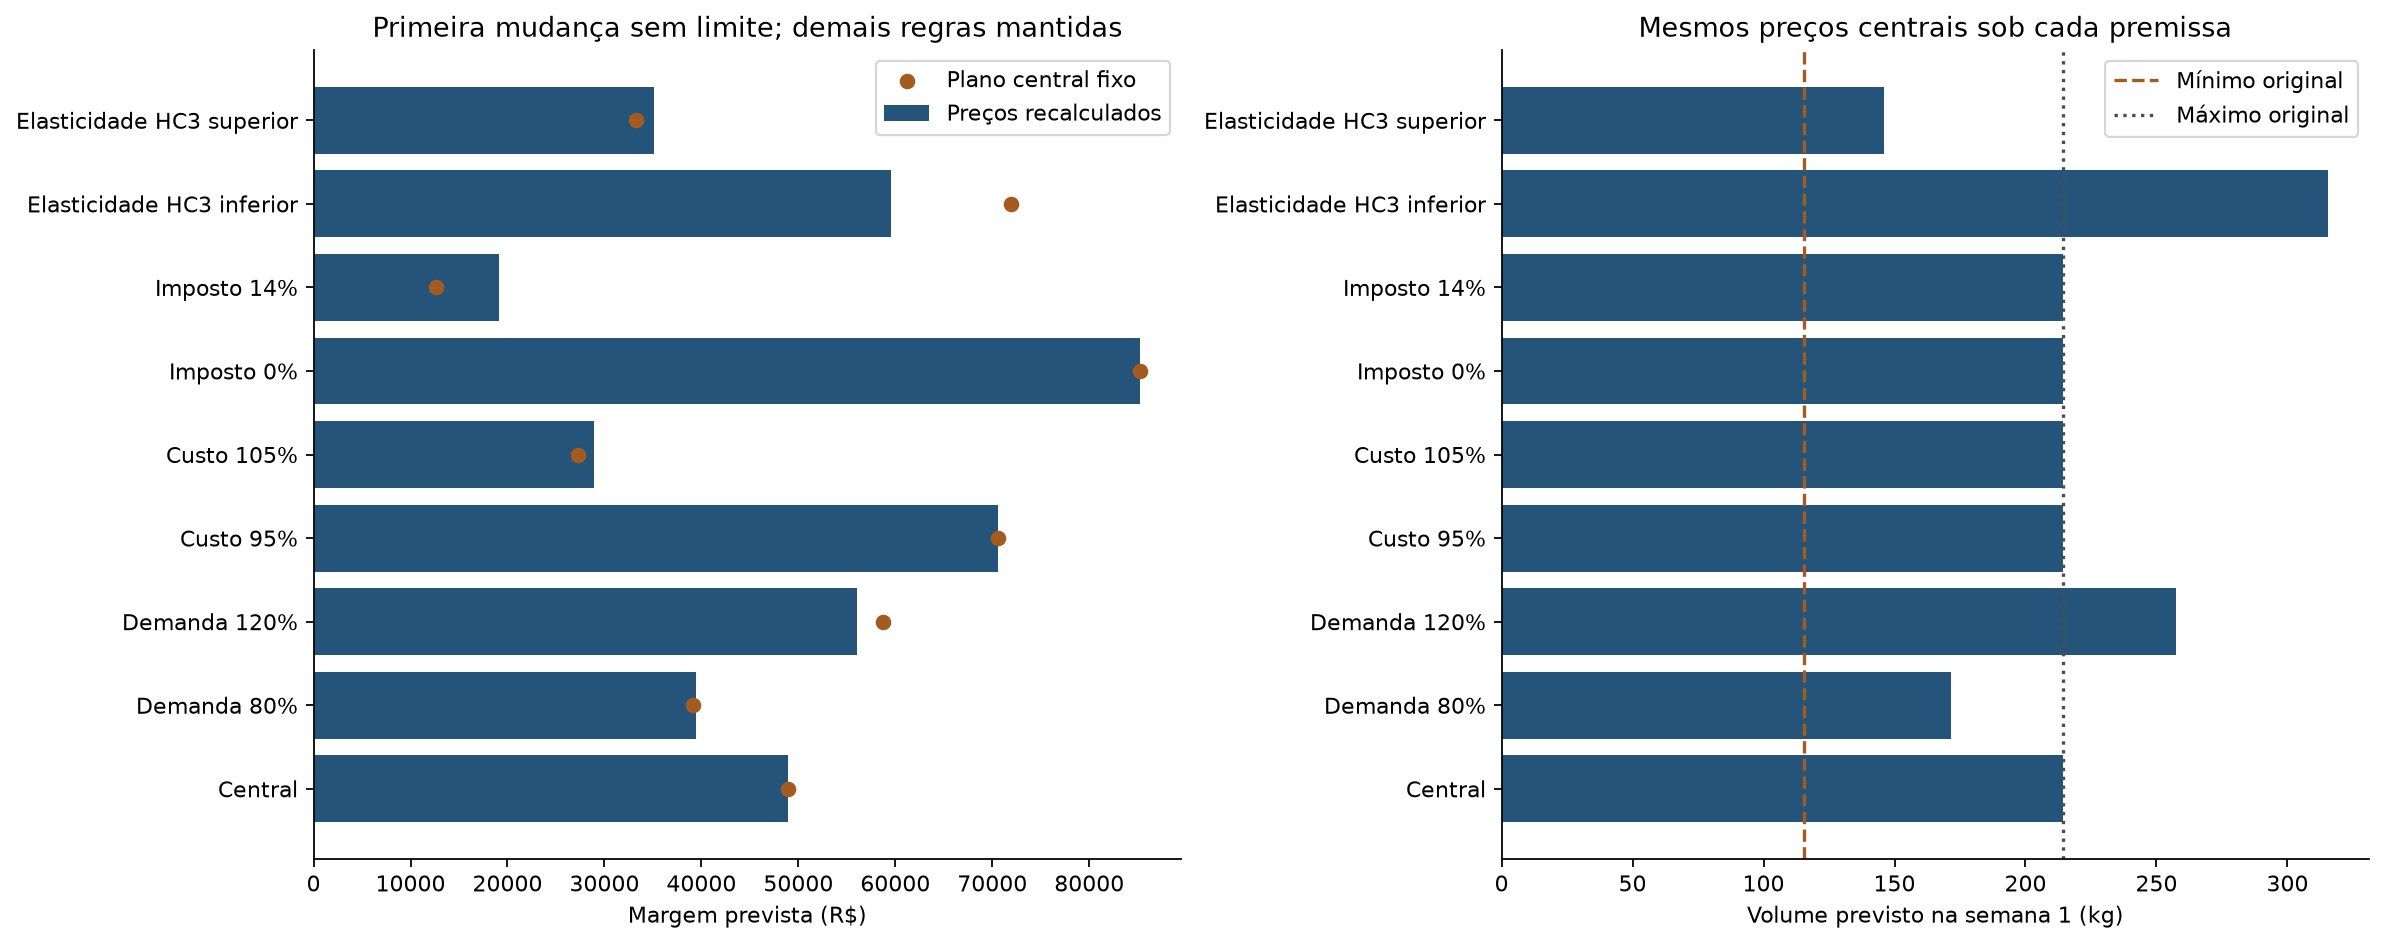 Primeira mudança sem limite; demais regras mantidas
Plano central fixo
Preços recalculados
Elasticidade HC3 superior
Elasticidade HC3 inferior
Imposto 14%
Imposto 0%
Custo 105%
Custo 95%
Demanda 120%
Demanda 80%
Central
0 10000 20000 30000 40000 50000 60000 70000 80000
Margem prevista (R$)
Mesmos preços centrais sob cada premissa
Mínimo original
Máximo original
Elasticidade HC3 superior
Elasticidade HC3 inferior
Imposto 14%
Imposto 0%
Custo 105%
Custo 95%
Demanda 120%
Demanda 80%
Central
0 50 100 150 200 250 300
Volume previsto na semana 1 (kg)